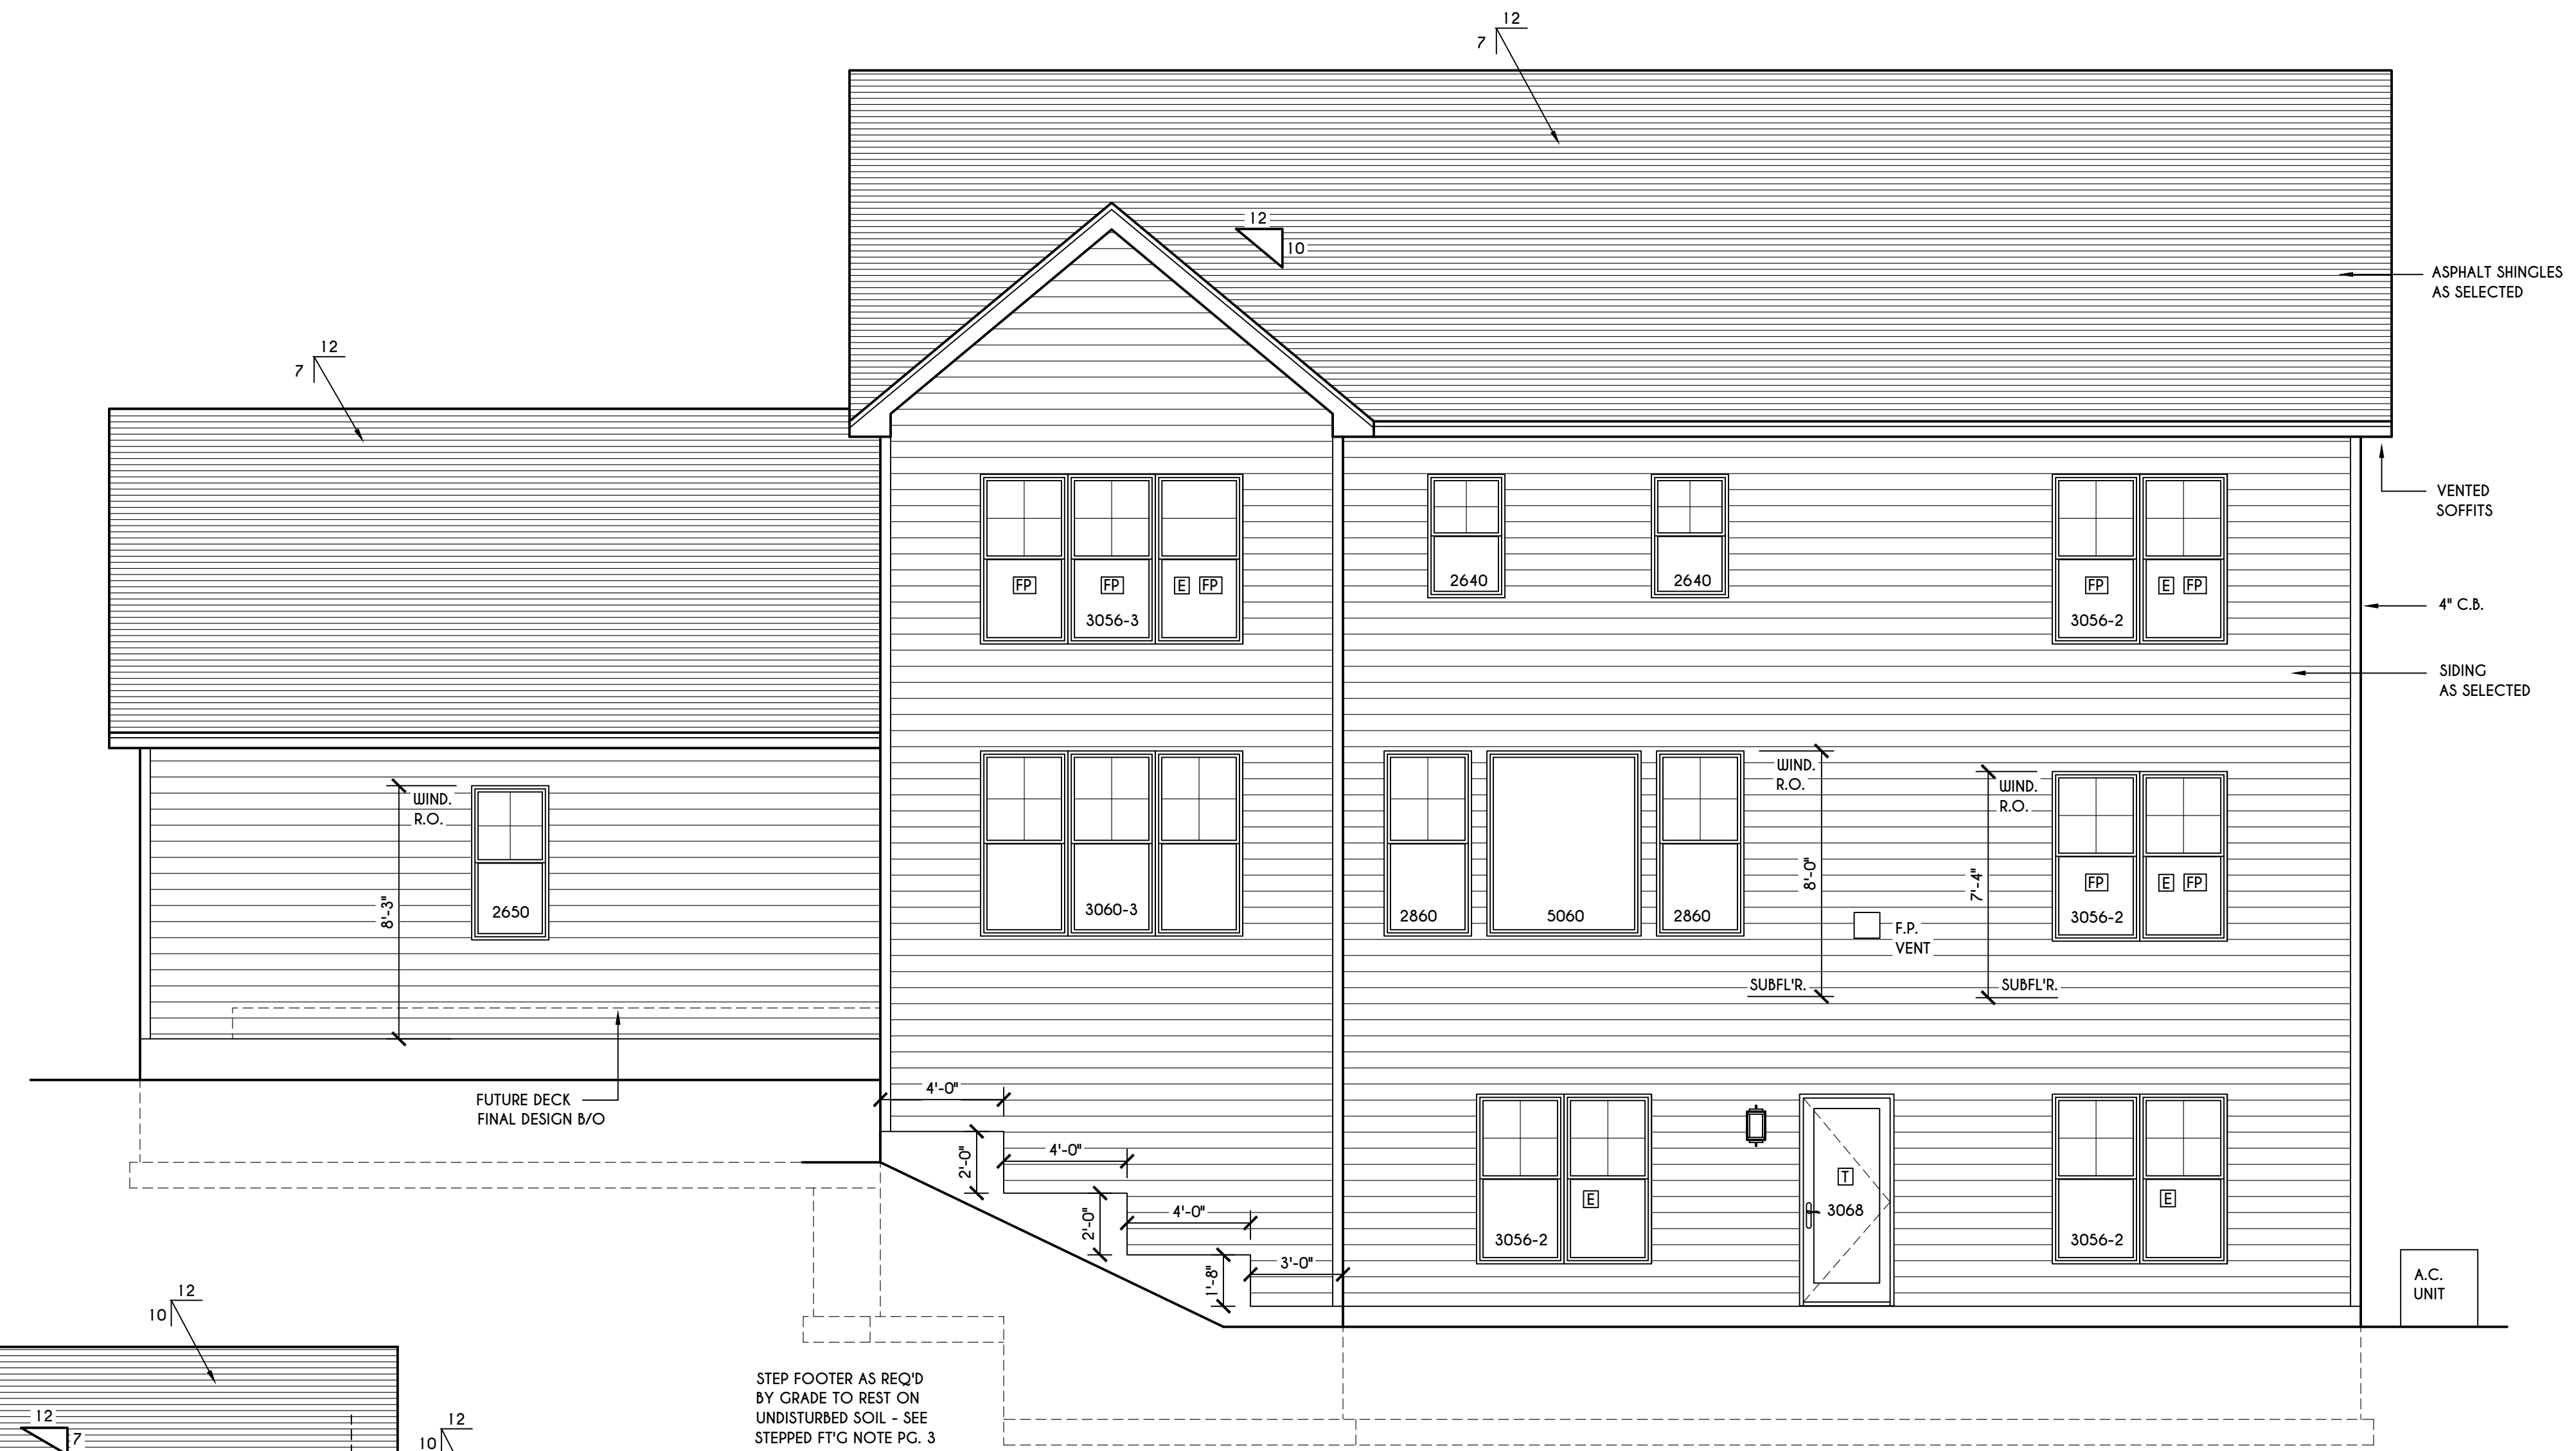 12
7
12
10
ASPHALT SHINGLES
AS SELECTED
12
7
VENTED
SOFFITS
FP
FP
E FP
3056-3
2640
2640
FP
E FP
3056-2
4" C.B.
SIDING
AS SELECTED
WIND.
R.O.
8'-3"
2650
3060-3
2860
5060
2860
WIND.
R.O.
8'-0"
SUBFL'R.
F.P.
VENT
WIND.
R.O.
7'-4"
SUBFL'R.
FP
E FP
3056-2
FUTURE DECK
FINAL DESIGN B/O
4'-0"
2'-0"
4'-0"
2'-0"
4'-0"
1'-8"
3'-0"
E
3056-2
T
3068
E
3056-2
A.C.
UNIT
12
10
12
7
12
10
STEP FOOTER AS REQ'D
BY GRADE TO REST ON
UNDISTURBED SOIL - SEE
STEPPED FT'G NOTE PG. 3